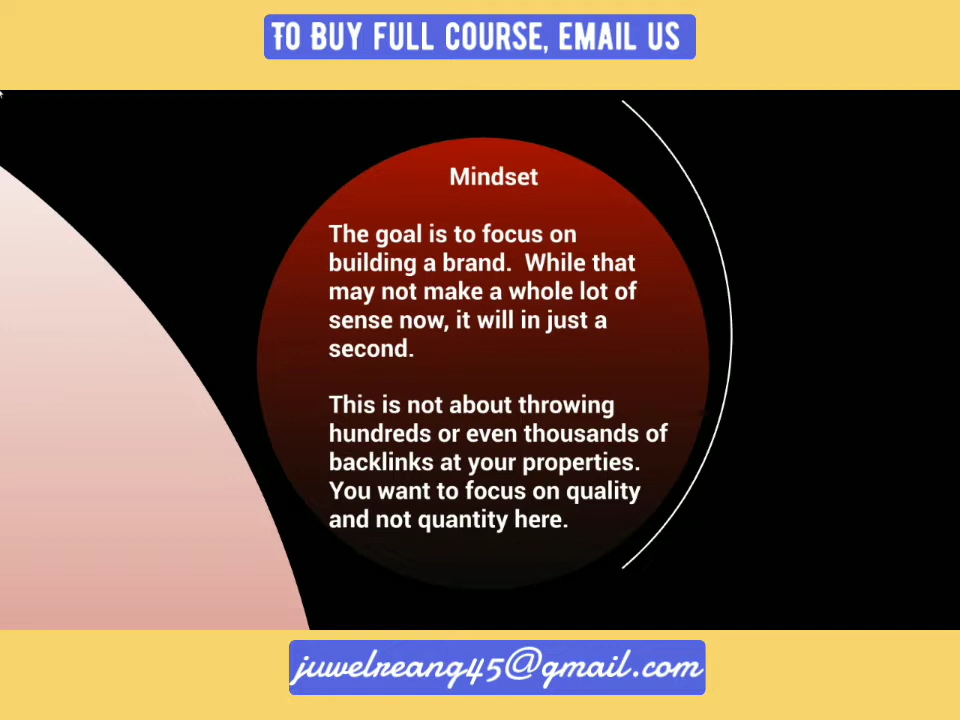 TO BUY FULL COURSE, EMAIL US
Mindset
The goal is to focus on
building a brand.  While that
may not make a whole lot of
sense now, it will in just a
second.
This is not about throwing
hundreds or even thousands of
backlinks at your properties.
You want to focus on quality
and not quantity here.
juwelreang45@gmail.com